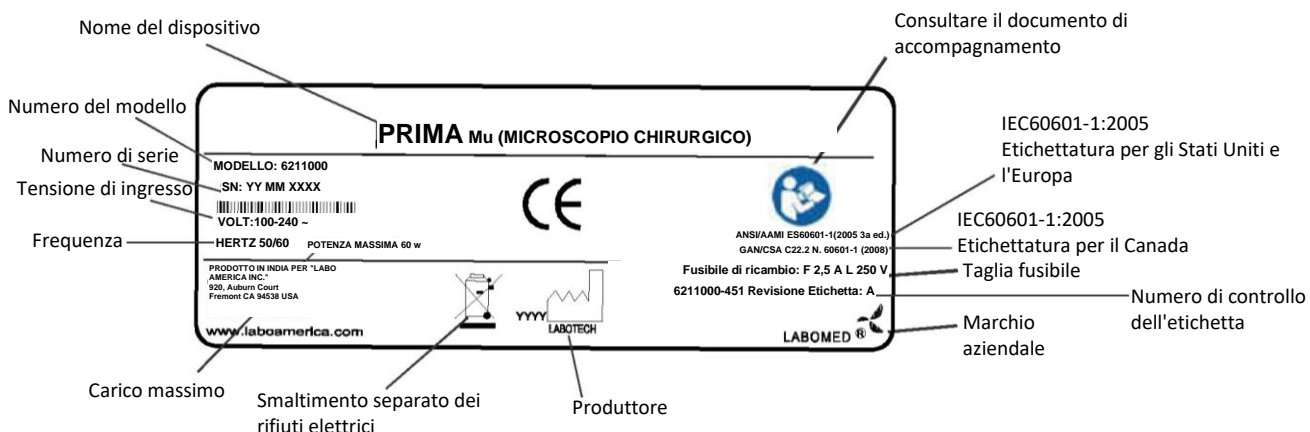 Nome del dispositivo
Consultare il documento di
accompagnamento
Numero del modello
Numero di serie
Tensione di ingresso
Frequenza
PRIMA Mu (MICROSCOPIO CHIRURGICO)
MODELLO: 6211000
SN: YY MM XXXX
VOLT:100-240 ~
HERTZ 50/60
POTENZA MASSIMA 60 w
PRODOTTO IN INDIA PER "LABO
AMERICA INC."
920, Auburn Court
Fremont CA 94538 USA
www.laboamerica.com
CE
YYYY
LABOTECH
ANSI/AAMI ES60601-1(2005 3a ed.)
GAN/CSA C22.2 N. 60601-1 (2008)
Fusibile di ricambio: F 2,5 A L 250 V
6211000-451 Revisione Etichetta: A
LABOMED ®
IEC60601-1:2005
Etichettatura per gli Stati Uniti e
l'Europa
IEC60601-1:2005
Etichettatura per il Canada
Taglia fusibile
Numero di controllo
dell'etichetta
Marchio
aziendale
Carico massimo
Smaltimento separato dei
rifiuti elettrici
Produttore